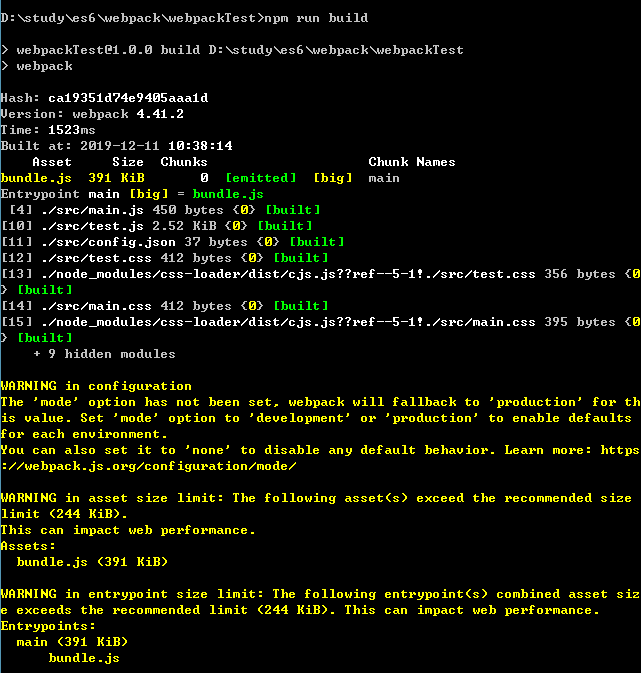 D:\study\es6\webpack\webpackTest>npm run build
> webpackTest@1.0.0 build D:\study\es6\webpack\webpackTest
> webpack
Hash: ca19351d74e9405aaa1d
Version: webpack 4.41.2
Time: 1523ms
Built at: 2019-12-11 10:38:14
Asset Size Chunks Chunk Names
bundle.js 391 KiB 0 [emitted] [big] main
Entrypoint main [big] = bundle.js
[4] ./src/main.js 450 bytes {0} [built]
[10] ./src/test.js 2.52 KiB {0} [built]
[11] ./src/config.json 37 bytes {0} [built]
[12] ./src/test.css 412 bytes {0} [built]
[13] ./node_modules/css-loader/dist/cjs.js??ref--5-1!./src/test.css 356 bytes {0
} [built]
[14] ./src/main.css 412 bytes {0} [built]
[15] ./node_modules/css-loader/dist/cjs.js??ref--5-1!./src/main.css 395 bytes {0
} [built]
+ 9 hidden modules
WARNING in configuration
The 'mode' option has not been set, webpack will fallback to 'production' for th
is value. Set 'mode' option to 'development' or 'production' to enable defaults
for each environment.
You can also set it to 'none' to disable any default behavior. Learn more: https
://webpack.js.org/configuration/mode/
WARNING in asset size limit: The following asset(s) exceed the recommended size
limit (244 KiB).
This can impact web performance.
Assets:
bundle.js (391 KiB)
WARNING in entrypoint size limit: The following entrypoint(s) combined asset siz
e exceeds the recommended limit (244 KiB). This can impact web performance.
Entrypoints:
main (391 KiB)
bundle.js